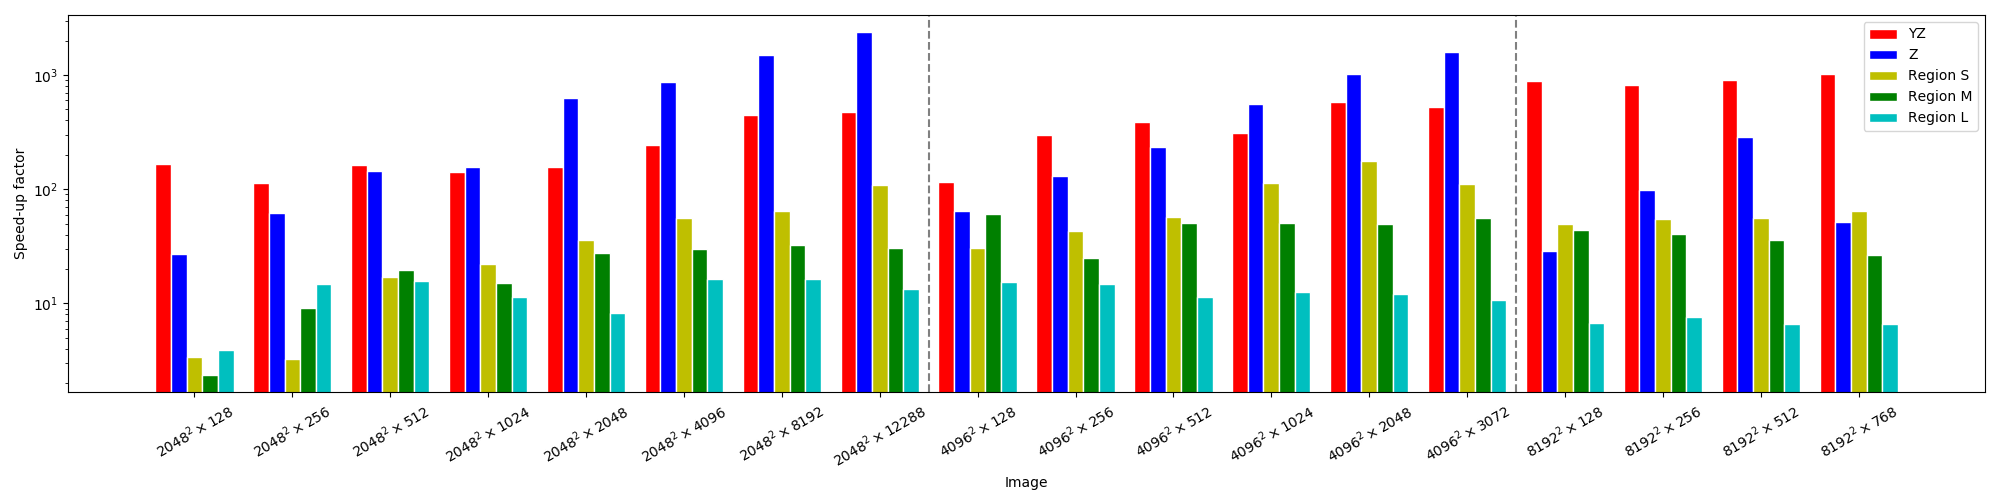 10³
10²
10¹
Speed-up factor
YZ
Z
Region S
Region M
Region L
2048² × 128
2048² × 256
2048² × 512
2048² × 1024
2048² × 2048
2048² × 4096
2048² × 8192
2048² × 12288
4096² × 128
4096² × 256
4096² × 512
4096² × 1024
4096² × 2048
4096² × 3072
8192² × 128
8192² × 256
8192² × 512
8192² × 768
Image